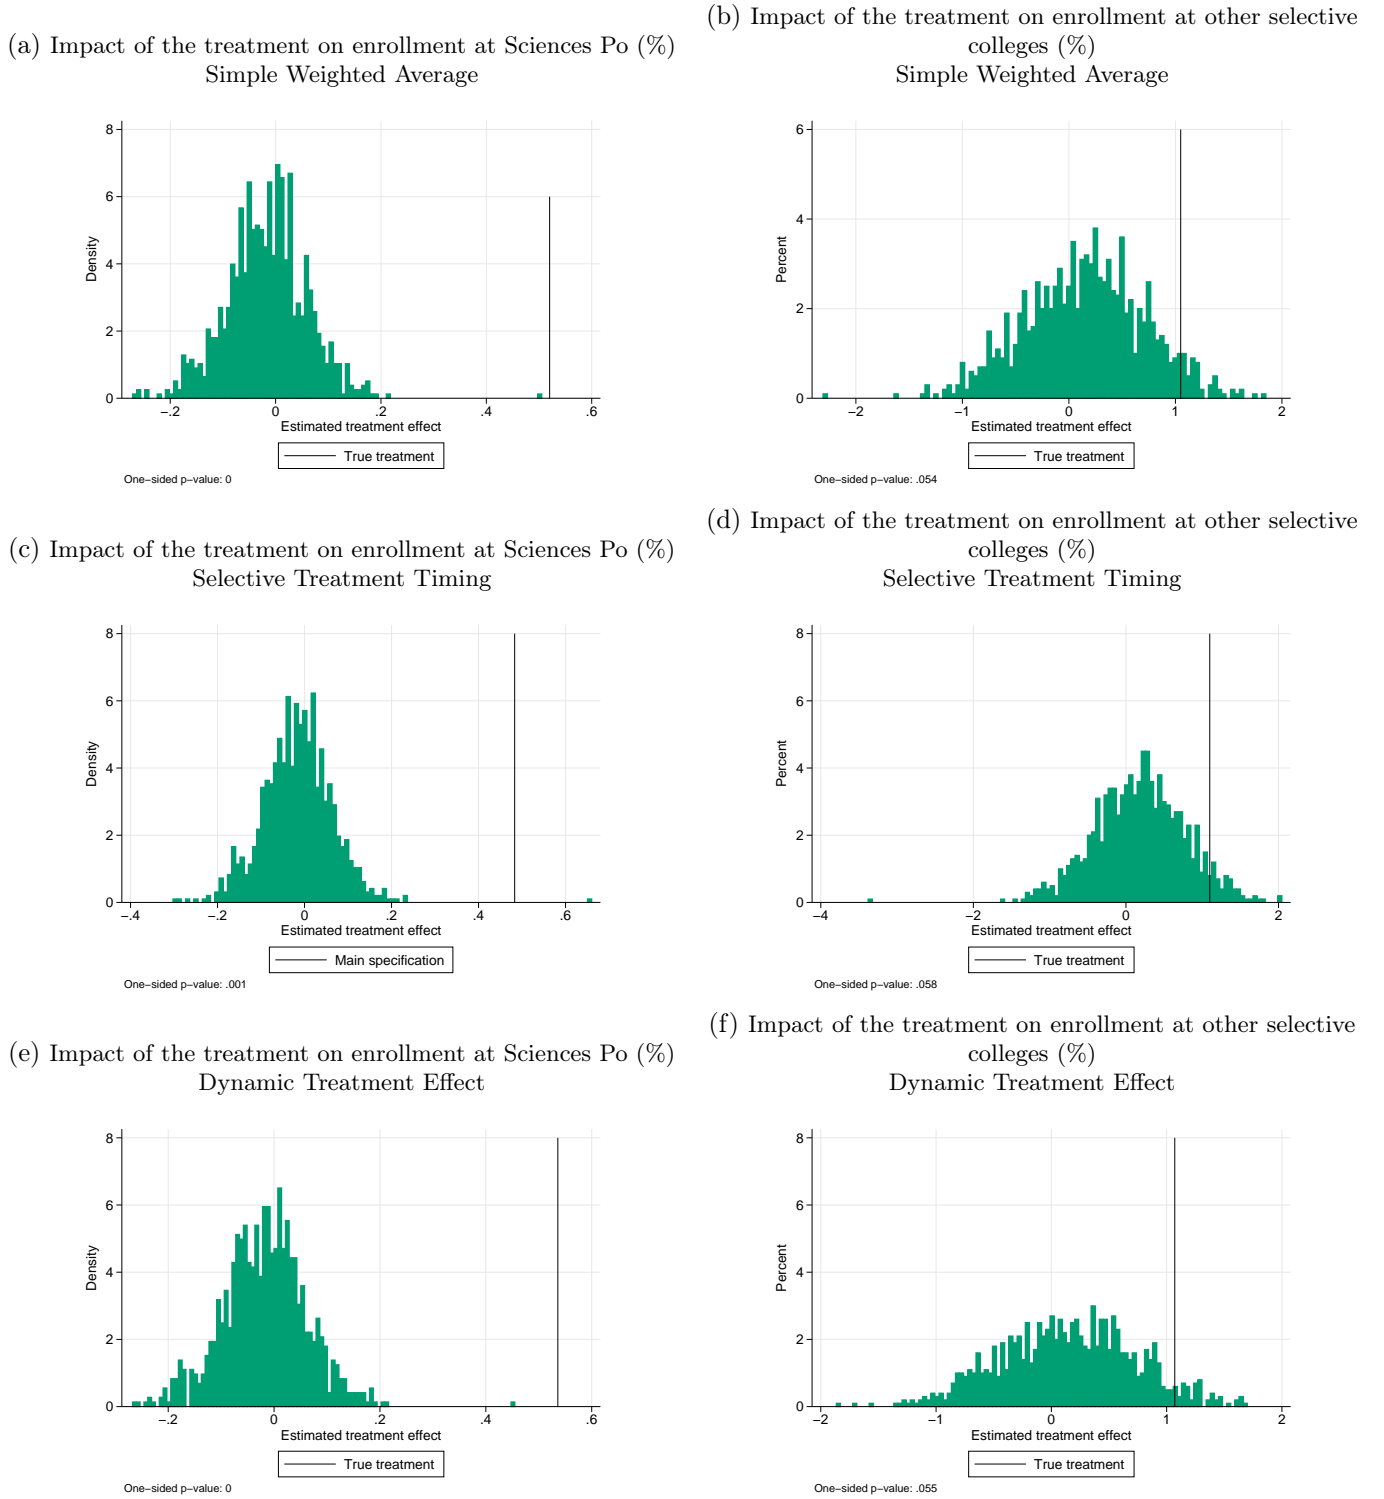 (a) Impact of the treatment on enrollment at Sciences Po (%)
Simple Weighted Average
8
6
4
2
0
Density
−.2
0
.2
.4
.6
Estimated treatment effect
True treatment
One−sided p−value: 0
(b) Impact of the treatment on enrollment at other selective
colleges (%)
Simple Weighted Average
6
4
2
0
Percent
−2
−1
0
1
2
Estimated treatment effect
True treatment
One−sided p−value: .054
(c) Impact of the treatment on enrollment at Sciences Po (%)
Selective Treatment Timing
8
6
4
2
0
Density
−.4
−.2
0
.2
.4
.6
Estimated treatment effect
Main specification
One−sided p−value: .001
(d) Impact of the treatment on enrollment at other selective
colleges (%)
Selective Treatment Timing
8
6
4
2
0
Percent
−4
−2
0
2
Estimated treatment effect
True treatment
One−sided p−value: .058
(e) Impact of the treatment on enrollment at Sciences Po (%)
Dynamic Treatment Effect
8
6
4
2
0
Density
−.2
0
.2
.4
.6
Estimated treatment effect
True treatment
One−sided p−value: 0
(f) Impact of the treatment on enrollment at other selective
colleges (%)
Dynamic Treatment Effect
8
6
4
2
0
Percent
−2
−1
0
1
2
Estimated treatment effect
True treatment
One−sided p−value: .055